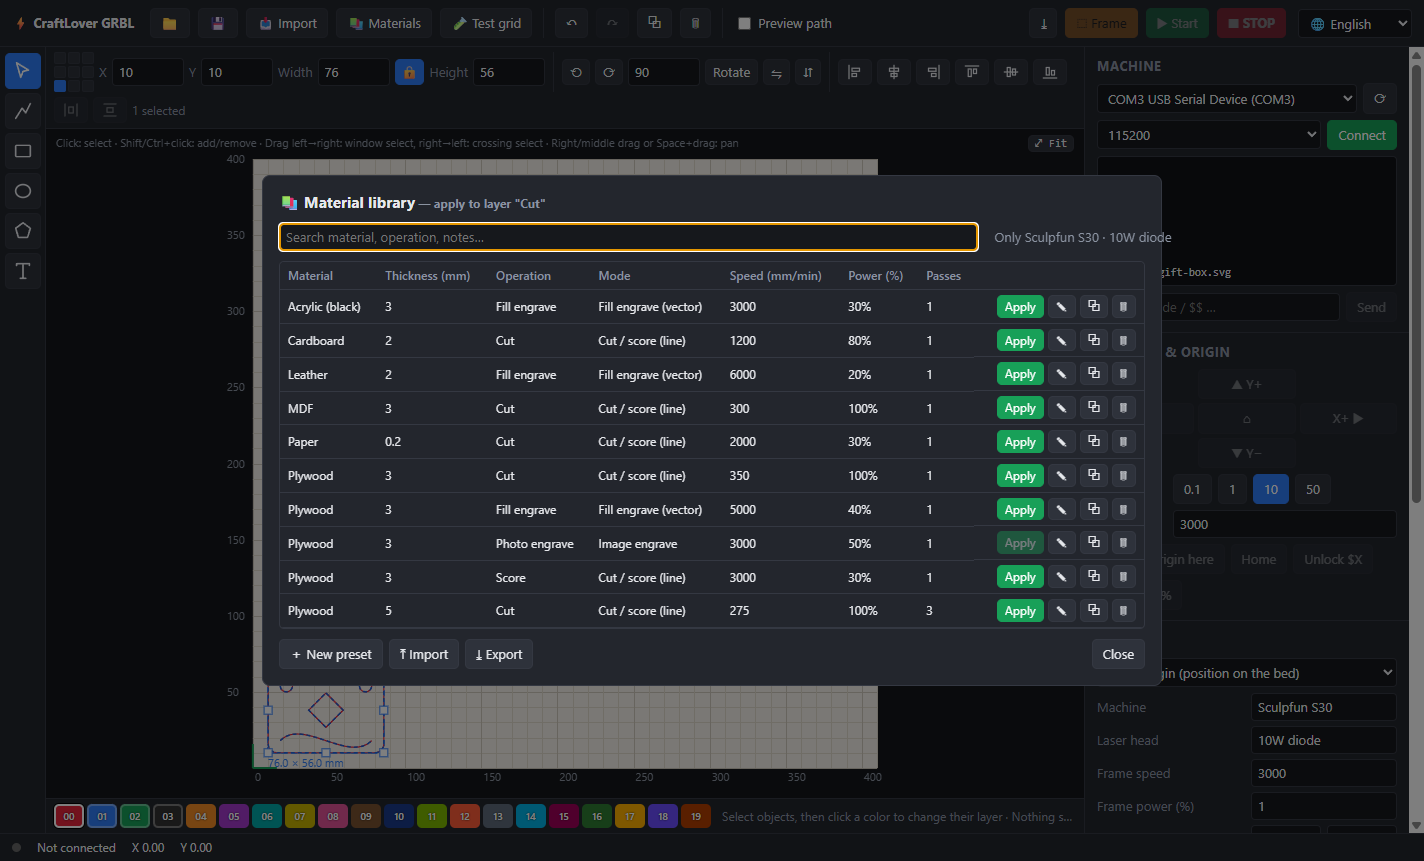 CraftLover GRBL Import Materials Test grid Preview path Frame Start STOP English
X 10 Y 10 Width 76 Height 56 90 Rotate
1 selected
Click: select · Shift/Ctrl+click: add/remove · Drag left→right: window select, right→left: crossing select · Right/middle drag or Space+drag: pan
Fit
400
350
300
250
200
150
100
50
Material library — apply to layer "Cut"
Search material, operation, notes...
Only Sculpfun S30 · 10W diode
Material Thickness (mm) Operation Mode Speed (mm/min) Power (%) Passes
Acrylic (black) 3 Fill engrave Fill engrave (vector) 3000 30% 1 Apply
Cardboard 2 Cut Cut / score (line) 1200 80% 1 Apply
Leather 2 Fill engrave Fill engrave (vector) 6000 20% 1 Apply
MDF 3 Cut Cut / score (line) 300 100% 1 Apply
Paper 0.2 Cut Cut / score (line) 2000 30% 1 Apply
Plywood 3 Cut Cut / score (line) 350 100% 1 Apply
Plywood 3 Fill engrave Fill engrave (vector) 5000 40% 1 Apply
Plywood 3 Photo engrave Image engrave 3000 50% 1 Apply
Plywood 3 Score Cut / score (line) 3000 30% 1 Apply
Plywood 5 Cut Cut / score (line) 275 100% 3 Apply
+ New preset Import Export Close
76.0 × 56.0 mm
0 50 100 150 200 250 300 350 400
00 01 02 03 04 05 06 07 08 09 10 11 12 13 14 15 16 17 18 19
Select objects, then click a color to change their layer · Nothing s...
MACHINE
COM3 USB Serial Device (COM3)
115200 Connect
gift-box.svg
de / $$ ... Send
& ORIGIN
▲ Y+
X+ ▶
▼ Y−
0.1 1 10 50
3000
gin here Home Unlock $X
%
gin (position on the bed)
Machine Sculpfun S30
Laser head 10W diode
Frame speed 3000
Frame power (%) 1
Not connected X 0.00 Y 0.00